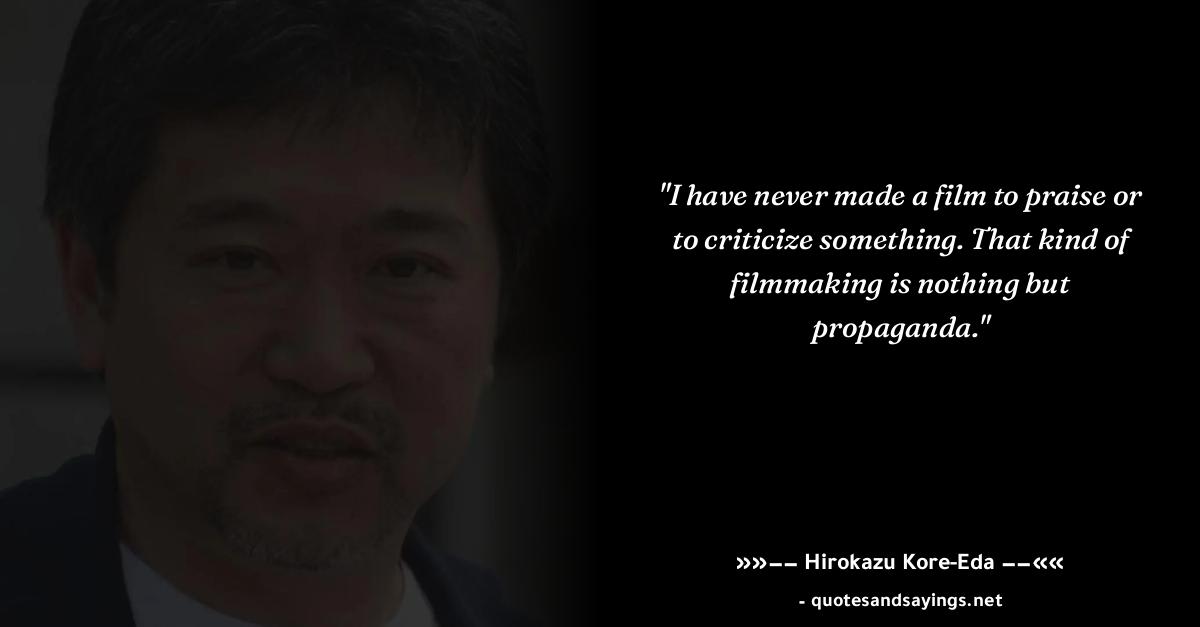 "I have never made a film to praise or
to criticize something. That kind of
filmmaking is nothing but
propaganda."
»»−− Hirokazu Kore-Eda −−««
- quotesandsayings.net